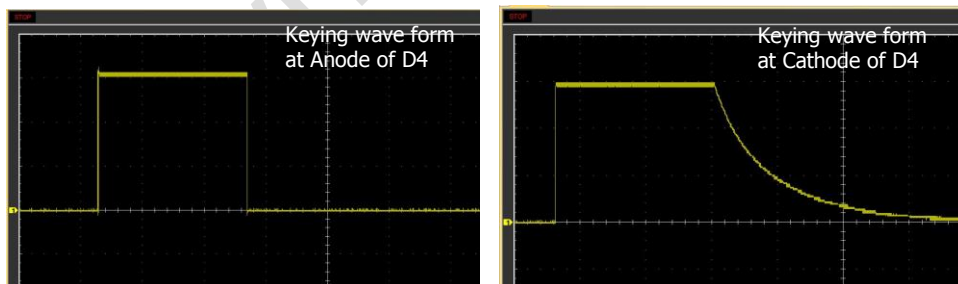 STOP
Keying wave form
at Anode of D4
STOP
Keying wave form
at Cathode of D4